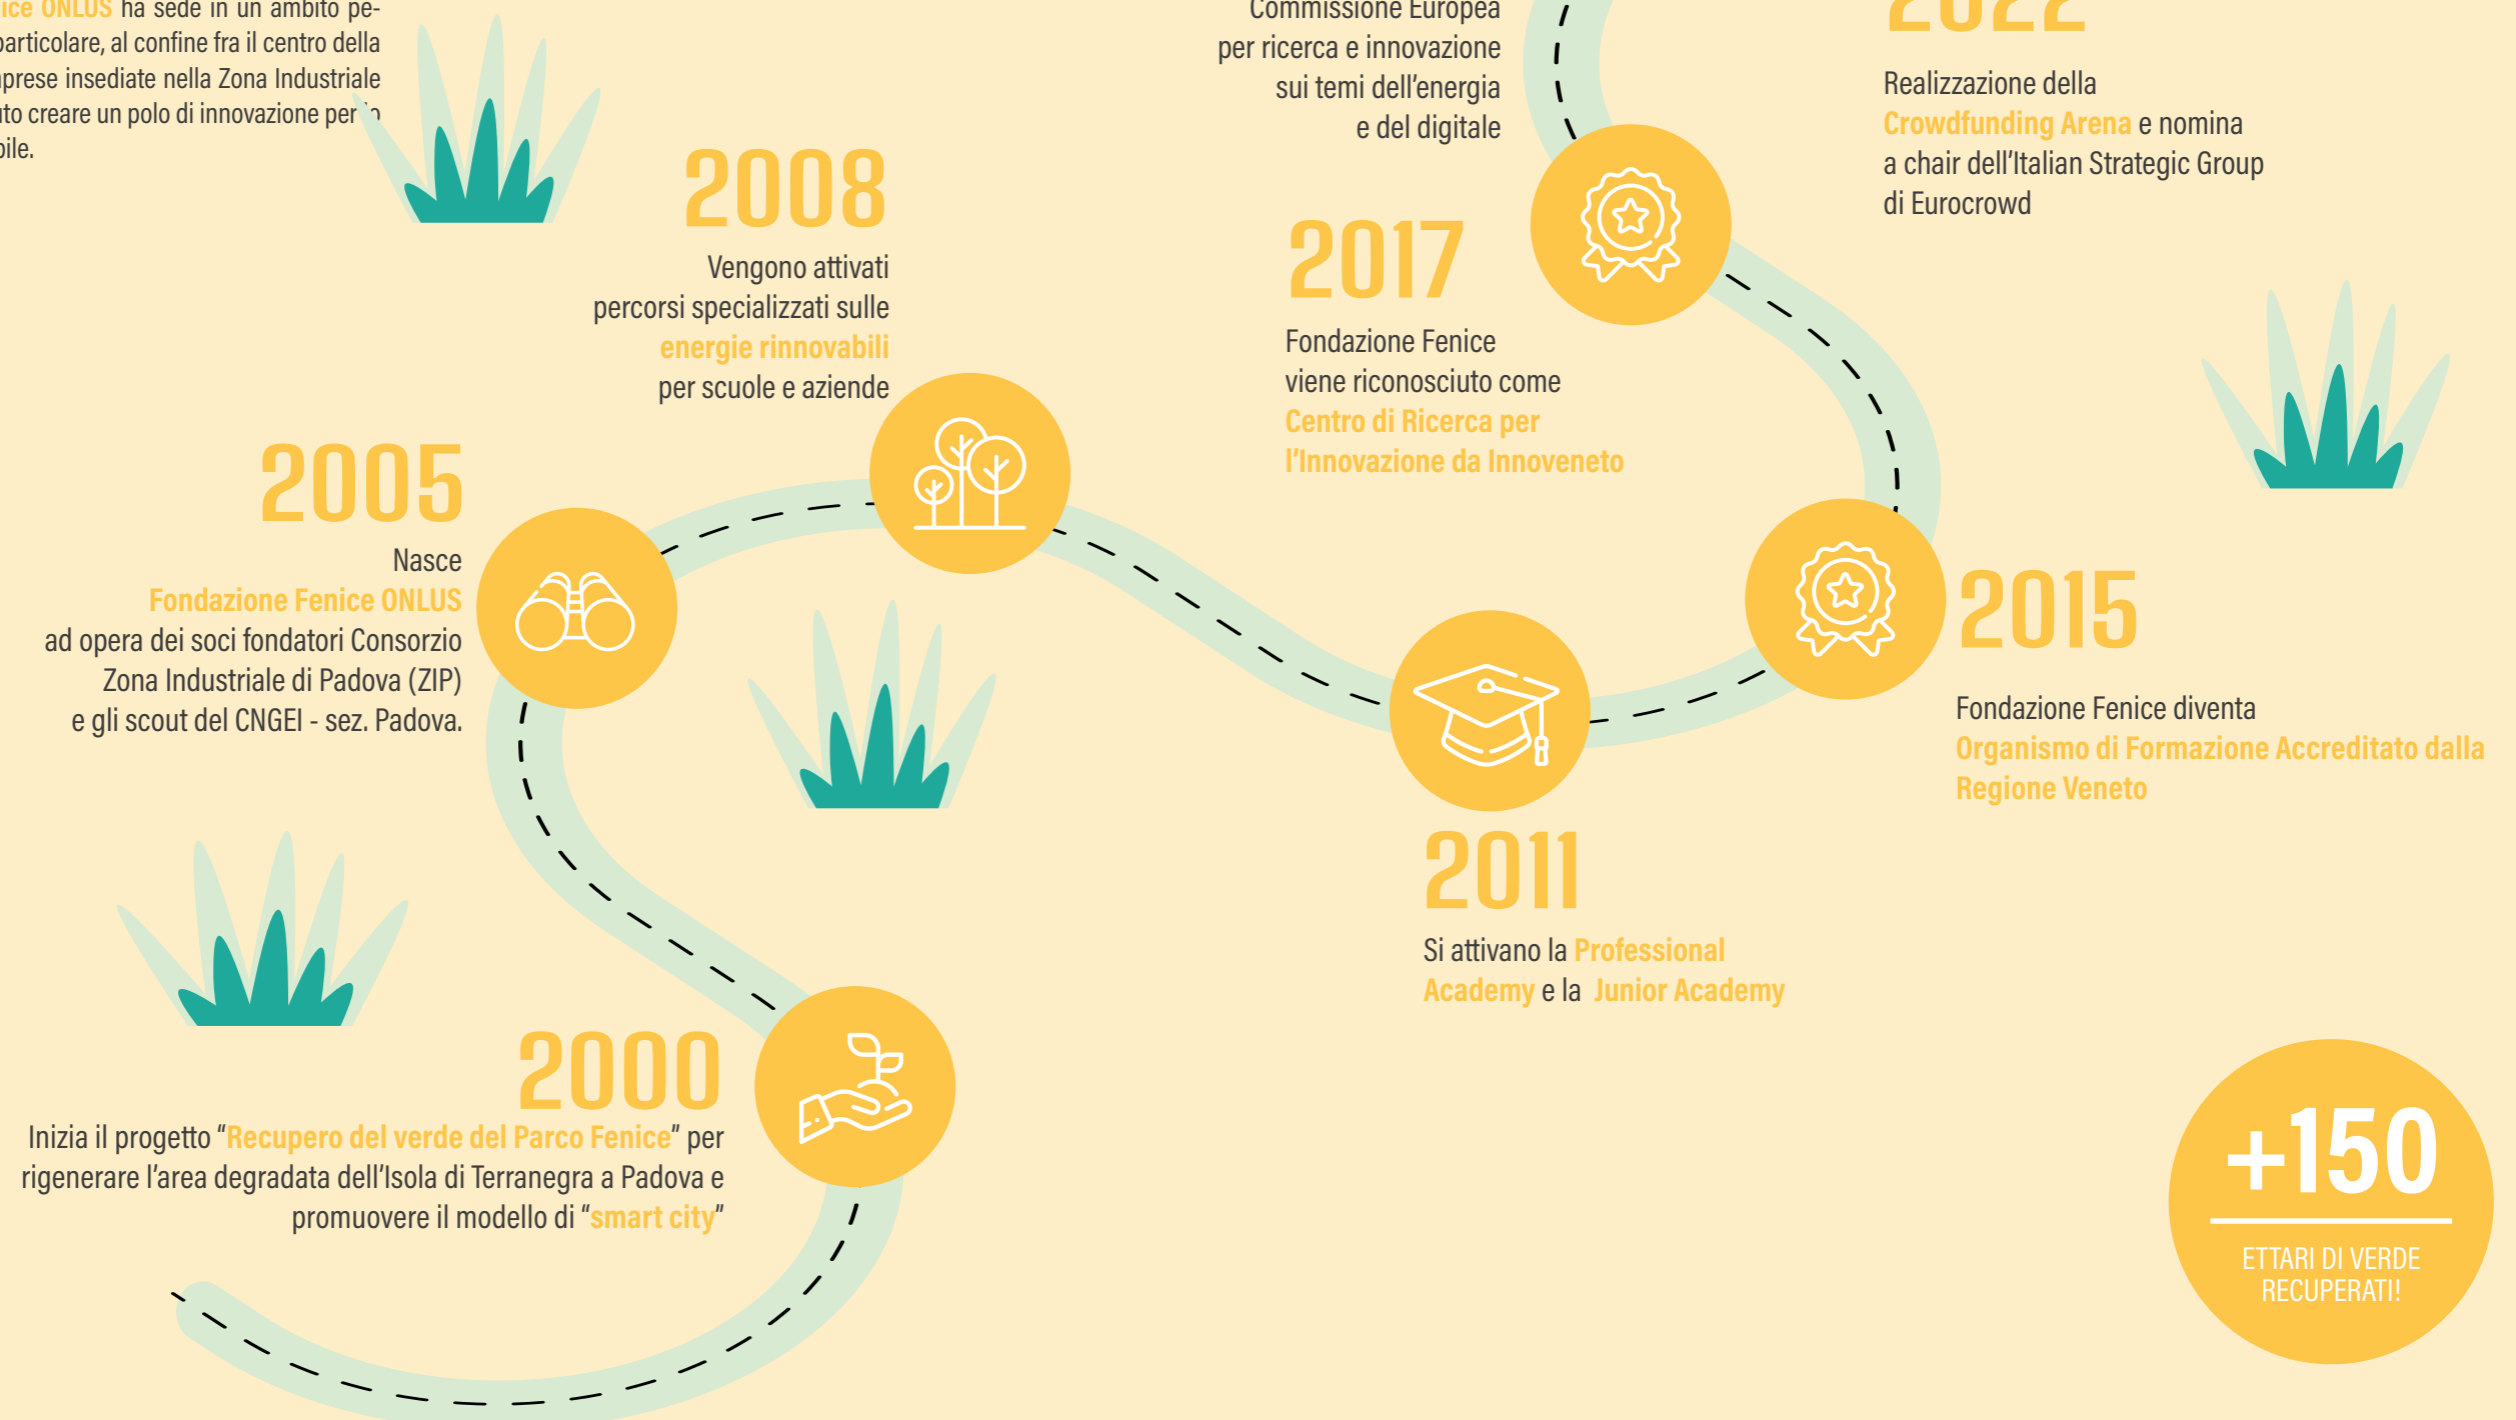 ONLUS ha sede in un ambito pe-
particolare, al confine fra il centro della
insediate nella Zona Industriale
creare un polo di innovazione per
Commissione Europea
per ricerca e innovazione
sui temi dell'energia
e del digitale
2022
Realizzazione della
Crowdfunding Arena e nomina
a chair dell'Italian Strategic Group
di Eurocrowd
2008
Vengono attivati
percorsi specializzati sulle
energie rinnovabili
per scuole e aziende
2017
Fondazione Fenice
viene riconosciuto come
Centro di Ricerca per
l'Innovazione da Innoveneto
2005
Nasce
Fondazione Fenice ONLUS
ad opera dei soci fondatori Consorzio
Zona Industriale di Padova (ZIP)
e gli scout del CNGEI - sez. Padova.
2015
Fondazione Fenice diventa
Organismo di Formazione Accreditato dalla
Regione Veneto
2011
Si attivano la Professional
Academy e la Junior Academy
2000
Inizia il progetto “Recupero del verde del Parco Fenice” per
rigenerare l'area degradata dell'Isola di Terranegra a Padova e
promuovere il modello di “smart city”
+150
ETTARI DI VERDE
RECUPERATI!